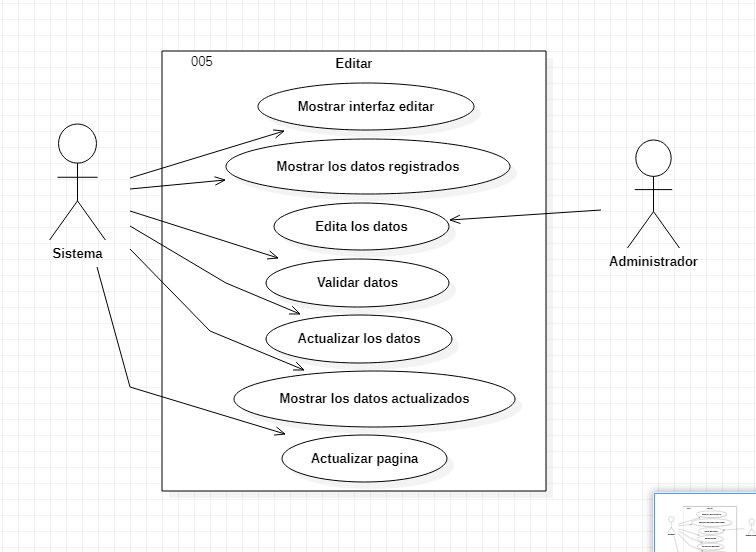 005
Editar
Mostrar interfaz editar
Mostrar los datos registrados
Edita los datos
Sistema
Administrador
Validar datos
Actualizar los datos
Mostrar los datos actualizados
Actualizar pagina